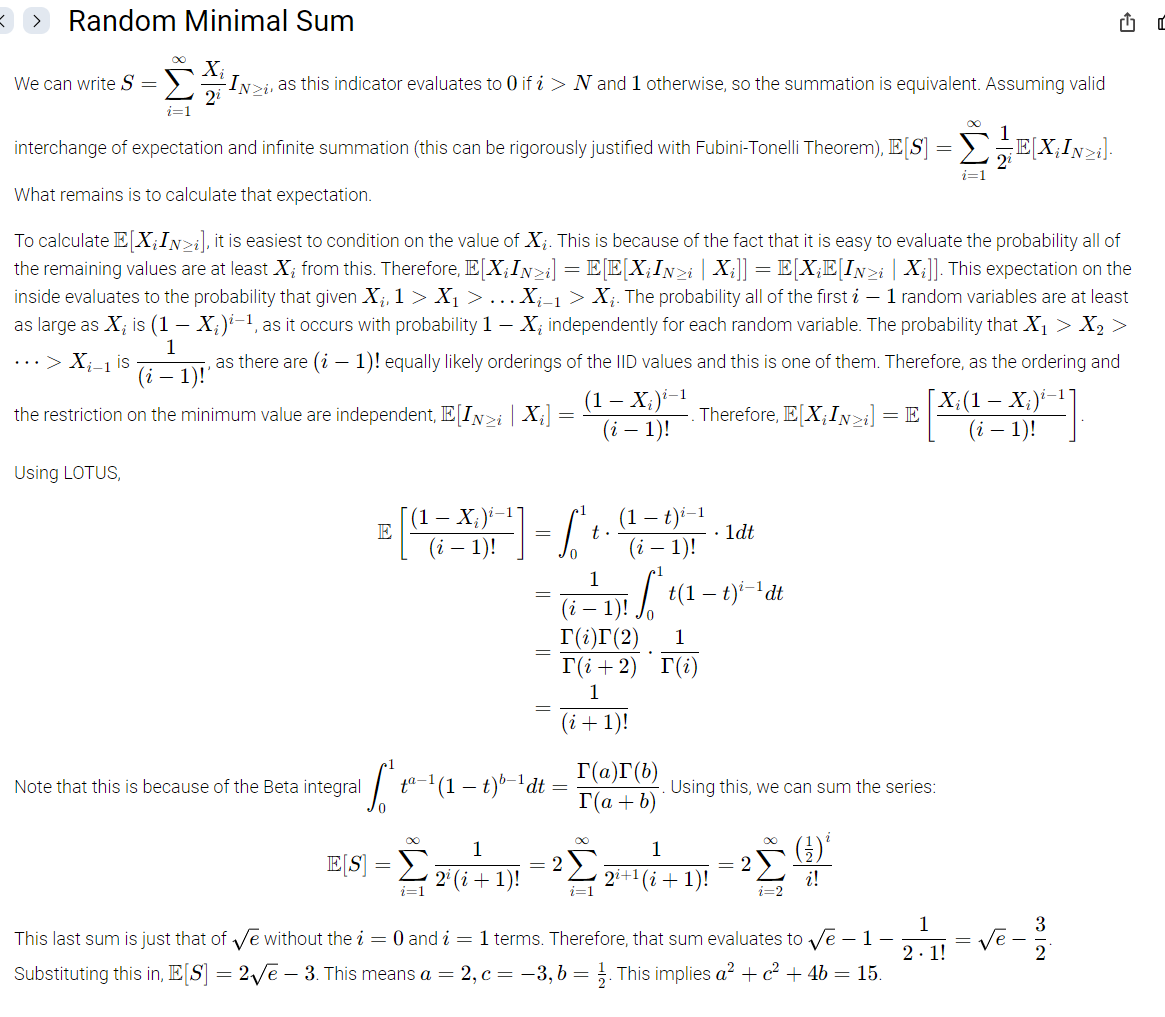 Random Minimal Sum
We can write $S = \sum_{i=1}^{\infty} \frac{X_i}{2^i} I_{N \geq i}$, as this indicator evaluates to 0 if $i > N$ and 1 otherwise, so the summation is equivalent. Assuming valid
interchange of expectation and infinite summation (this can be rigorously justified with Fubini-Tonelli Theorem), $\mathbb{E}[S] = \sum_{i=1}^{\infty} \frac{1}{2^i} \mathbb{E}[X_i I_{N \geq i}]$.
What remains is to calculate that expectation.
To calculate $\mathbb{E}[X_i I_{N \geq i}]$, it is easiest to condition on the value of $X_i$. This is because of the fact that it is easy to evaluate the probability all of
the remaining values are at least $X_i$ from this. Therefore, $\mathbb{E}[X_i I_{N \geq i}] = \mathbb{E}[\mathbb{E}[X_i I_{N \geq i} \mid X_i]] = \mathbb{E}[X_i \mathbb{E}[I_{N \geq i} \mid X_i]]$. This expectation on the
inside evaluates to the probability that given $X_i, 1 > X_1 > \ldots X_{i-1} > X_i$. The probability all of the first $i - 1$ random variables are at least
as large as $X_i$ is $(1 - X_i)^{i-1}$, as it occurs with probability $1 - X_i$ independently for each random variable. The probability that $X_1 > X_2 >$
$\cdots > X_{i-1}$ is $\frac{1}{(i-1)!}$, as there are $(i - 1)!$ equally likely orderings of the IID values and this is one of them. Therefore, as the ordering and
the restriction on the minimum value are independent, $\mathbb{E}[I_{N \geq i} \mid X_i] = \frac{(1 - X_i)^{i-1}}{(i-1)!}$. Therefore, $\mathbb{E}[X_i I_{N \geq i}] = \mathbb{E}\left[\frac{X_i(1 - X_i)^{i-1}}{(i-1)!}\right]$.
Using LOTUS,
$\mathbb{E}\left[\frac{(1 - X_i)^{i-1}}{(i-1)!}\right] = \int_0^1 t \cdot \frac{(1-t)^{i-1}}{(i-1)!} \cdot 1 dt$
$= \frac{1}{(i-1)!} \int_0^1 t(1-t)^{i-1} dt$
$= \frac{\Gamma(i)\Gamma(2)}{\Gamma(i+2)} \cdot \frac{1}{\Gamma(i)}$
$= \frac{1}{(i+1)!}$
Note that this is because of the Beta integral $\int_0^1 t^{a-1}(1-t)^{b-1} dt = \frac{\Gamma(a)\Gamma(b)}{\Gamma(a+b)}$. Using this, we can sum the series:
$\mathbb{E}[S] = \sum_{i=1}^{\infty} \frac{1}{2^i(i+1)!} = 2 \sum_{i=1}^{\infty} \frac{1}{2^{i+1}(i+1)!} = 2 \sum_{i=2}^{\infty} \frac{\left(\frac{1}{2}\right)^i}{i!}$
This last sum is just that of $\sqrt{e}$ without the $i = 0$ and $i = 1$ terms. Therefore, that sum evaluates to $\sqrt{e} - 1 - \frac{1}{2 \cdot 1!} = \sqrt{e} - \frac{3}{2}$.
Substituting this in, $\mathbb{E}[S] = 2\sqrt{e} - 3$. This means $a = 2, c = -3, b = \frac{1}{2}$. This implies $a^2 + c^2 + 4b = 15$.